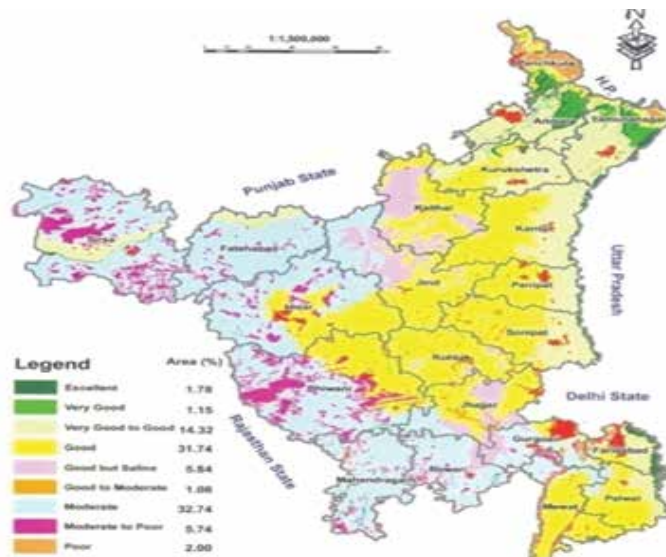 1:1,500,000
N
Panchkula
H.P.
Ambala
Yamunanagar
Kurukshetra
Punjab State
Kaithal
Karnal
Sirsa
Fatehabad
Uttar Pradesh
Jind
Panipat
Hisar
Sonipat
Rohtak
Bhiwani
Jhajjar
Delhi State
Rajasthan State
Gurgaon
Faridabad
Mahendragarh
Rewari
Mewat
Palwal
Legend Area (%)
Excellent 1.78
Very Good 1.15
Very Good to Good 14.32
Good 31.74
Good but Saline 5.84
Good to Moderate 1.06
Moderate 32.74
Moderate to Poor 5.74
Poor 2.00